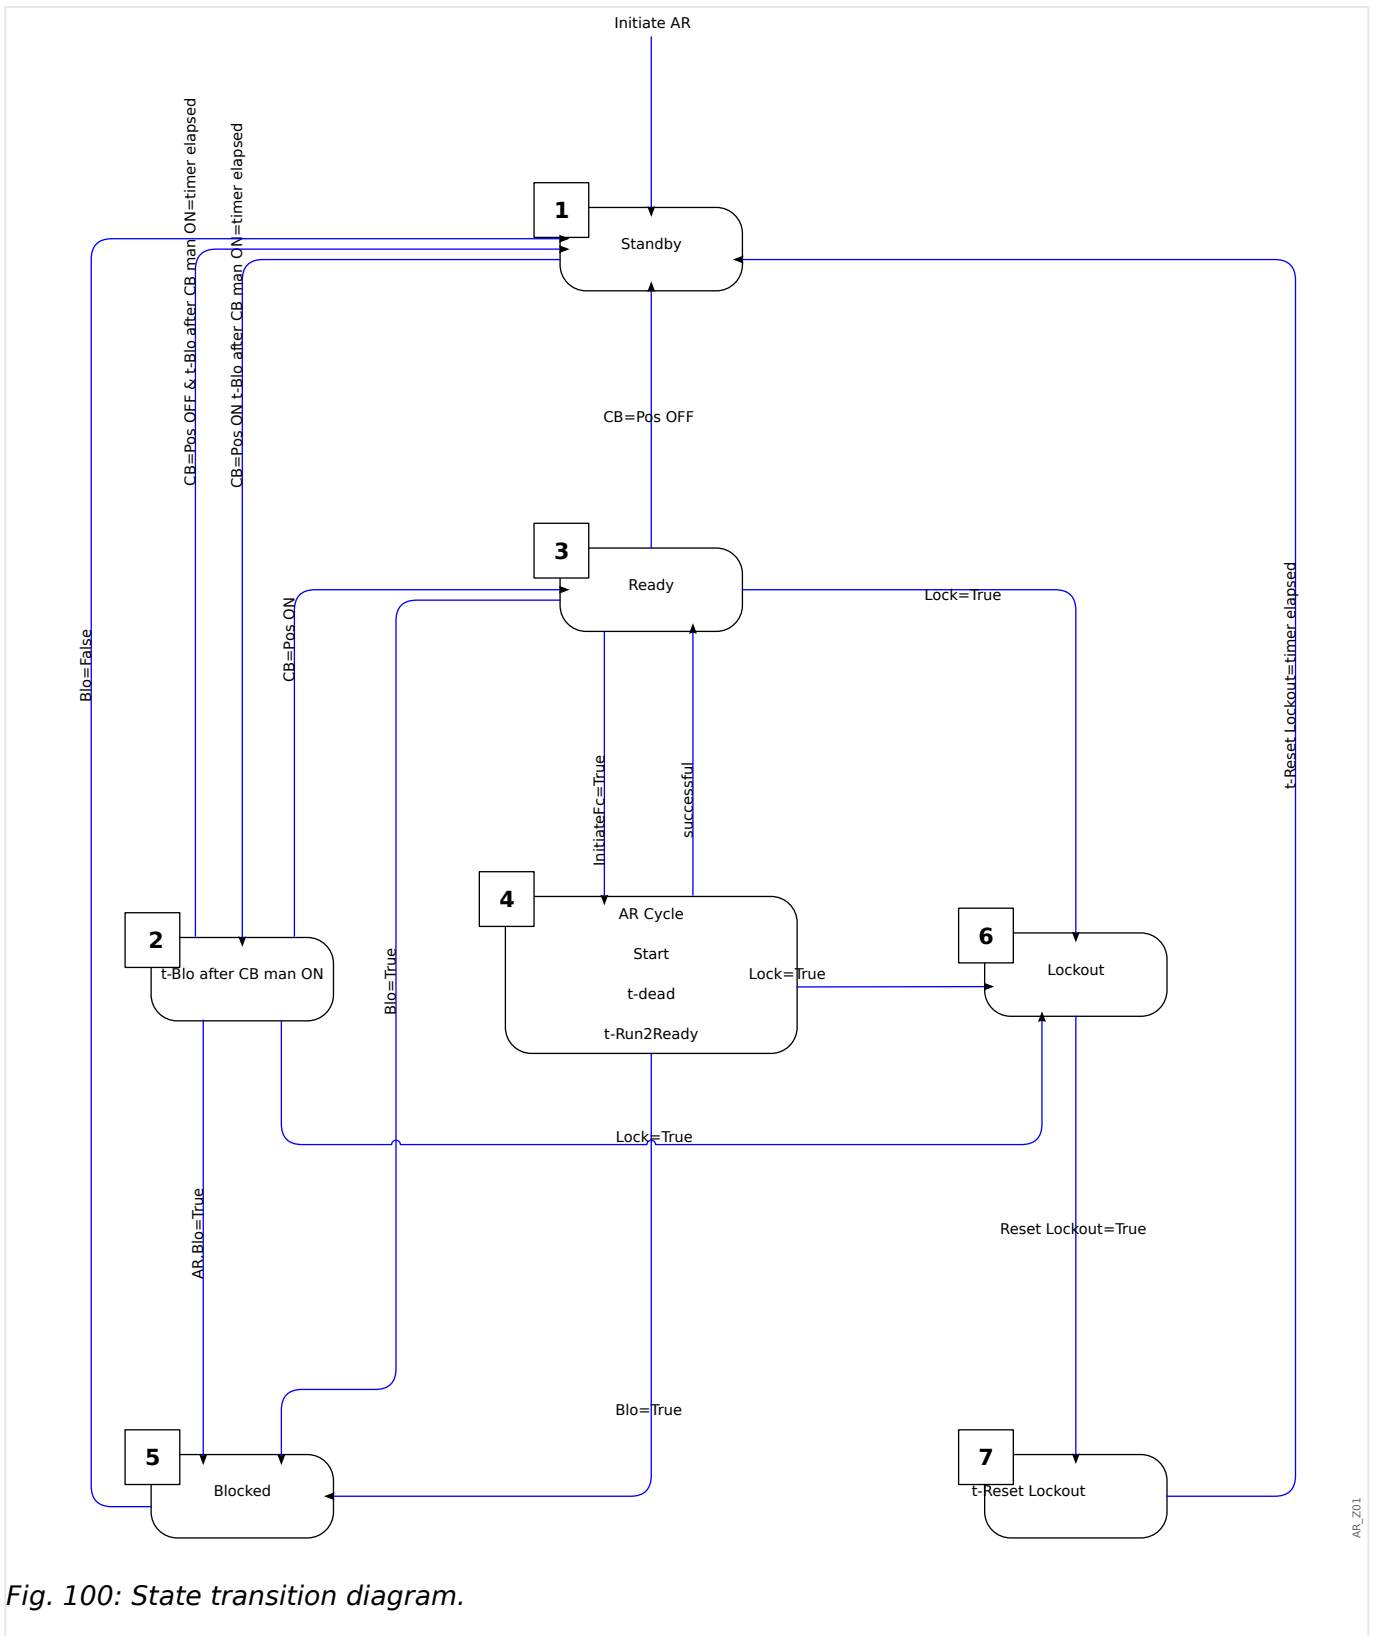 Initiate AR
CB=Pos OFF & t-Blo after CB man ON=timer elapsed
CB=Pos ON t-Blo after CB man ON=timer elapsed
1
Standby
CB=Pos OFF
3
Ready
Lock=True
t-Reset Lockout=timer elapsed
Blo=False
CB=Pos ON
InitiateFc=True
successful
4
AR Cycle
Start
t-dead
t-Run2Ready
Lock=True
6
Lockout
2
t-Blo after CB man ON
Blo=True
Lock=True
AR.Blo=True
Reset Lockout=True
Blo=True
5
Blocked
7
t-Reset Lockout
AR_Z01
Fig. 100: State transition diagram.